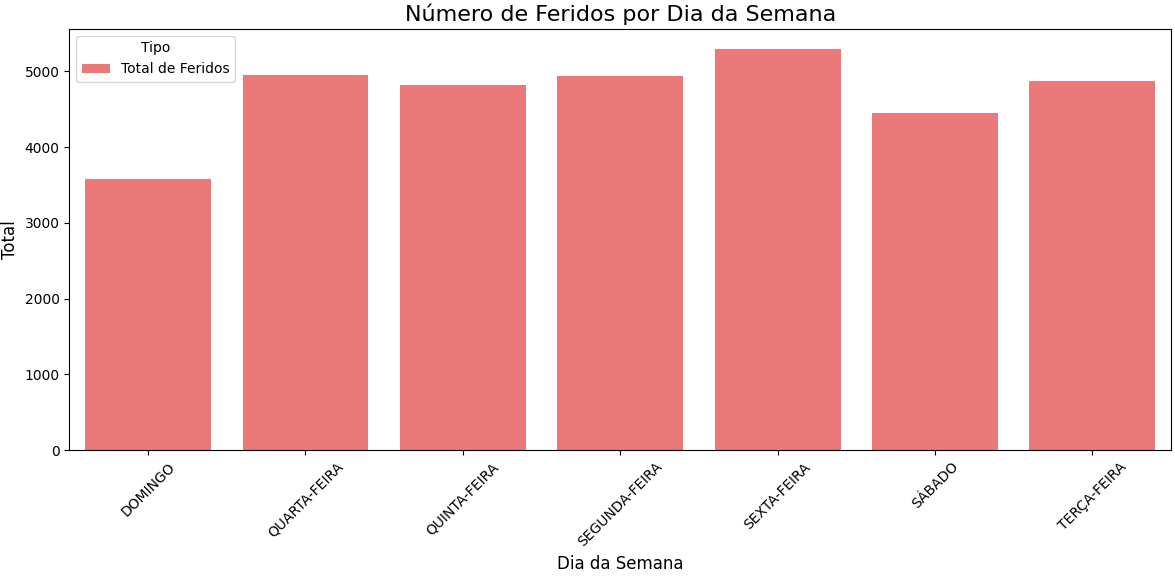 Número de Feridos por Dia da Semana
Tipo
Total de Feridos
Total
5000
4000
3000
2000
1000
0
DOMINGO
QUARTA-FEIRA
QUINTA-FEIRA
SEGUNDA-FEIRA
SEXTA-FEIRA
SÁBADO
TERÇA-FEIRA
Dia da Semana